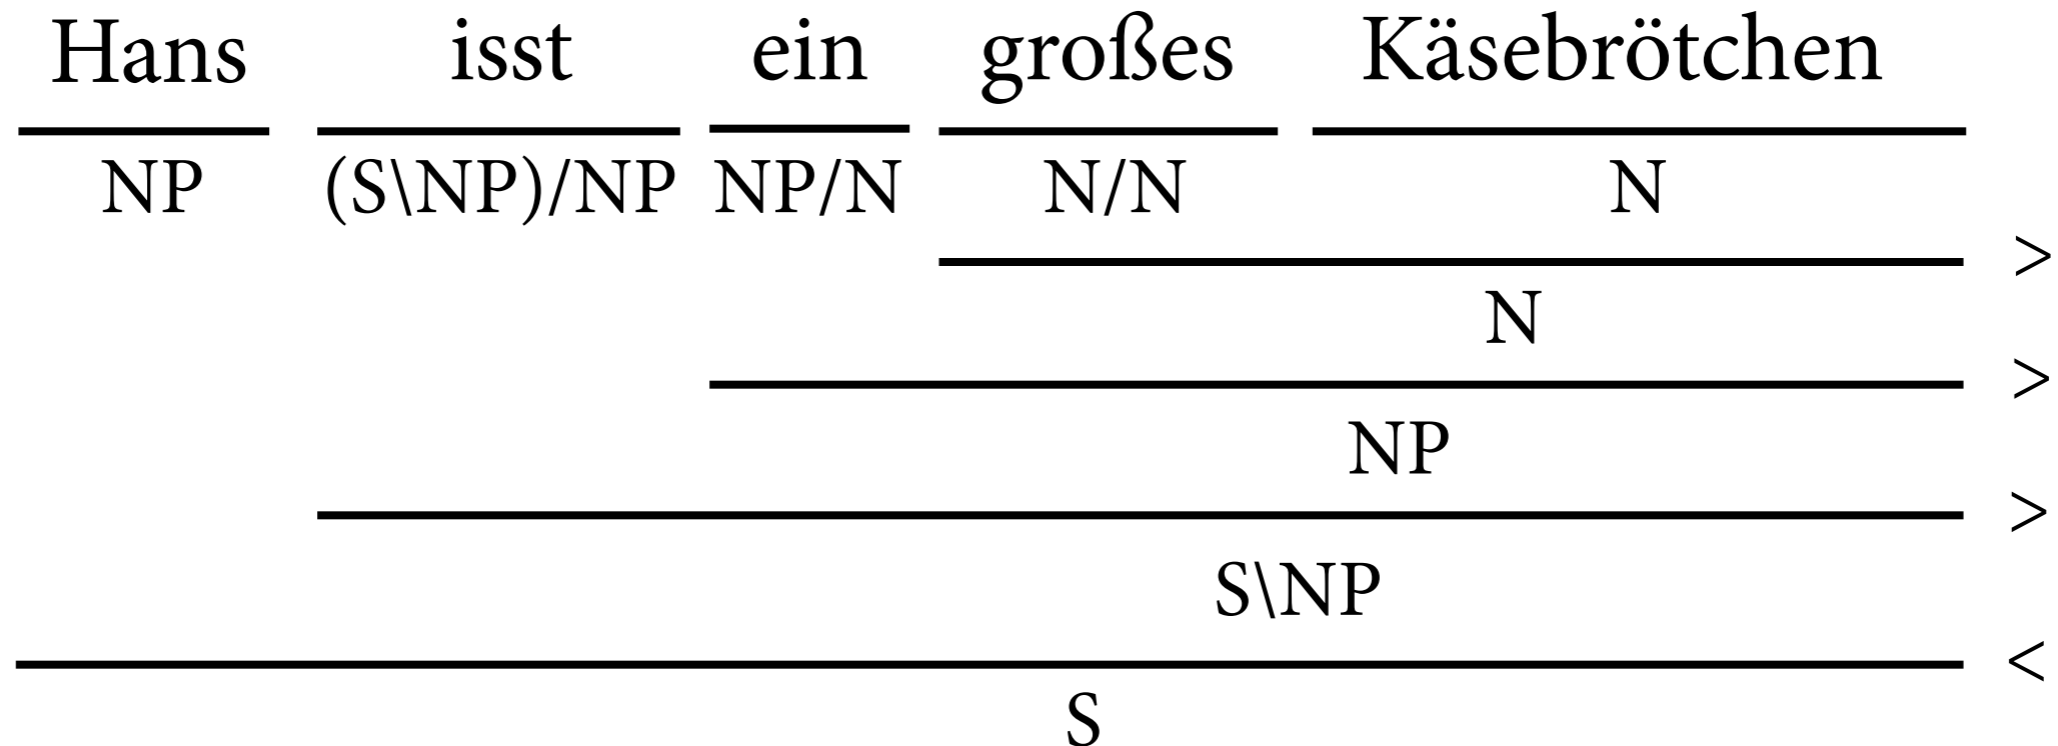 Hans isst ein großes Käsebrötchen
NP (S\NP)/NP NP/N N/N N
>
N
>
NP
>
S\NP
<
S